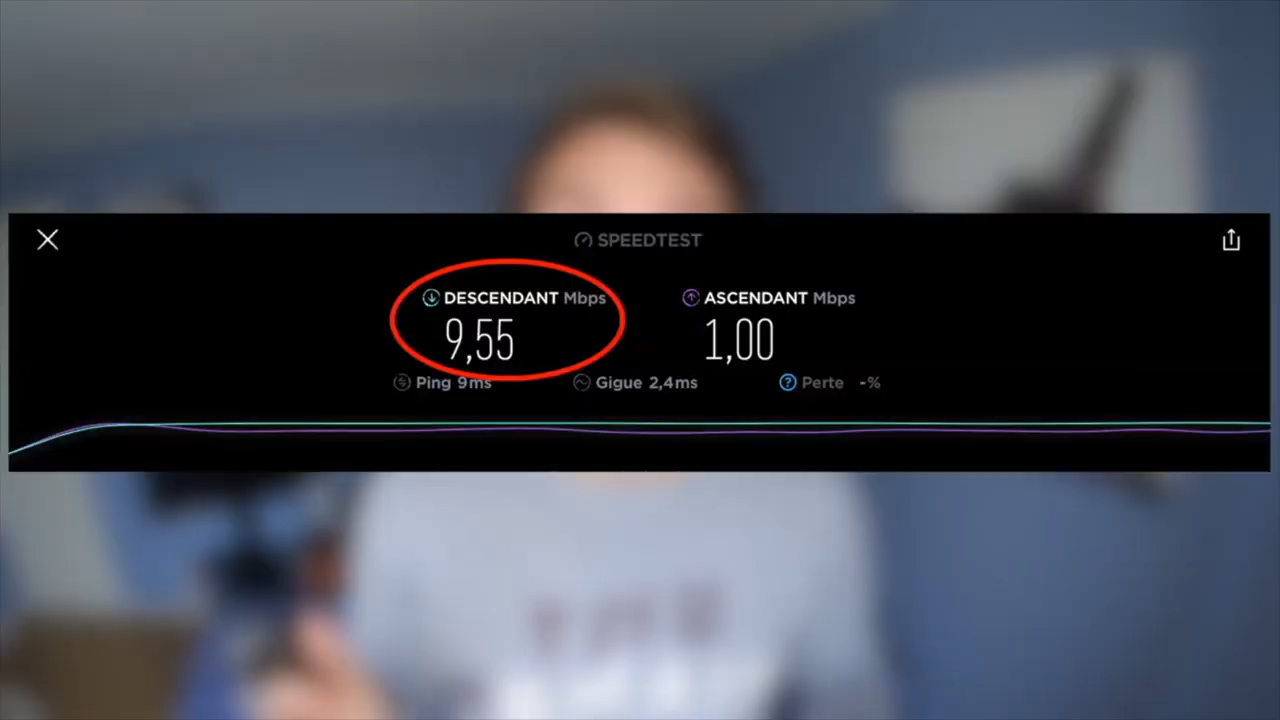 SPEEDTEST
DESCENDANT Mbps ASCENDANT Mbps
9,55 1,00
Ping 9ms Gigue 2,4ms Perte -%